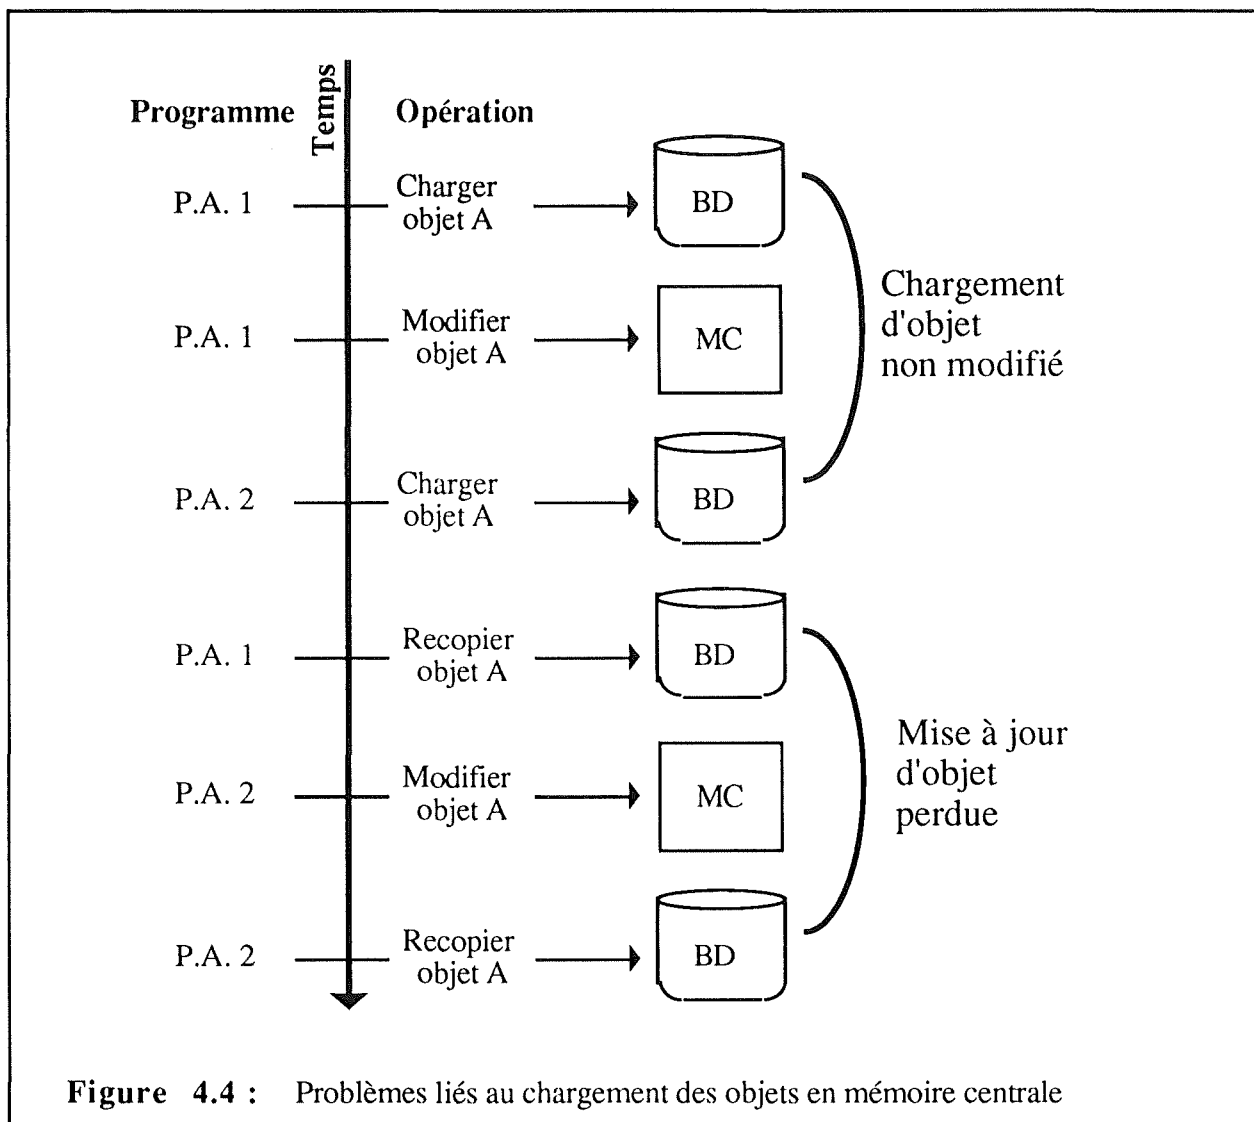 Programme
Temps
Opération
P.A. 1
Charger
objet A
BD
P.A. 1
Modifier
objet A
MC
P.A. 2
Charger
objet A
BD
Chargement
d'objet
non modifié
P.A. 1
Recopier
objet A
BD
P.A. 2
Modifier
objet A
MC
P.A. 2
Recopier
objet A
BD
Mise à jour
d'objet
perdue
Figure 4.4 : Problèmes liés au chargement des objets en mémoire centrale